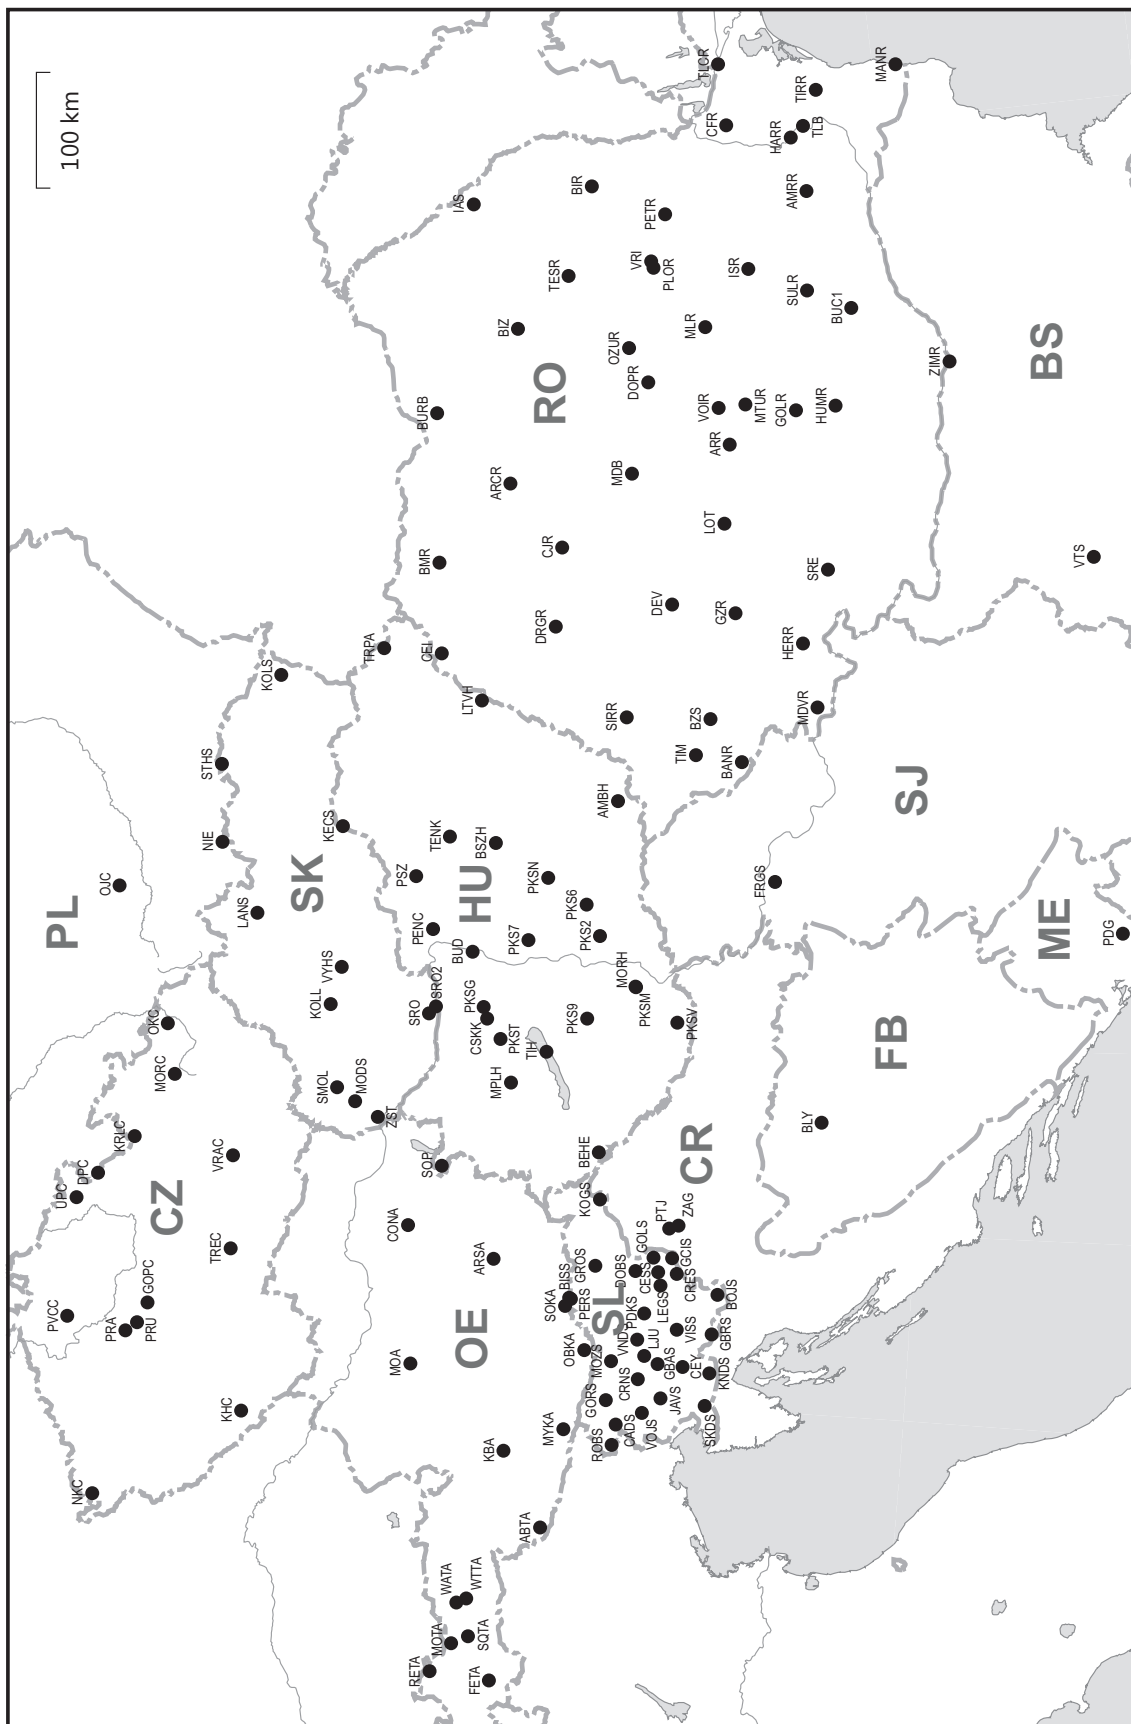 100 km
PL
CZ
SK
HU
OE
SL
CR
RO
BS
SJ
FB
ME
NKC
PVCC
PRA
PRU
GOPC
KHC
UPC
DPC
KRLC
TREC
VRAC
MORC
OKC
OJC
NIE
STHS
LANS
KOLS
KECS
VYHS
KOLL
SMOL
MODS
ZST
SRO
SRO2
PENC
PSZ
TENK
BSZH
BUD
PKSG
CSKK
PKST
TIH
MPLH
PKS7
PKSN
PKS6
PKS2
PKS9
MORH
PKSM
PKSV
AMBH
LTVH
TRPA
CEI
SOP
BEHE
CONA
ARSA
MOA
KBA
MYKA
ABTA
SOKA
OBKA
RETA
MOTA
WATA
WTTA
SQTA
FETA
KOGS
BISS
GROS
PERS
DOBS
GOLS
CESS
GCIS
CRES
LEGS
PDKS
VNDS
LJU
MOZS
GBAS
CRNS
GORS
CADS
ROBS
VOJS
JAVS
SKDS
KNDS
CEY
VISS
GBRS
BOJS
PTJ
ZAG
BLY
FRGS
PDG
VTS
BMR
BURB
ARCR
CJR
DRGR
BIZ
IAS
TESR
BIR
PETR
VRI
PLOR
OZUR
DOPR
MLR
ISR
SULR
BUC1
AMRR
HARR
TLB
CFR
TLCR
TIRR
MANR
ZIMR
VOIR
MTUR
GOLR
HUMR
ARR
MDB
LOT
SRE
DEV
GZR
HERR
MDVR
SIRR
BZS
TIM
BANR